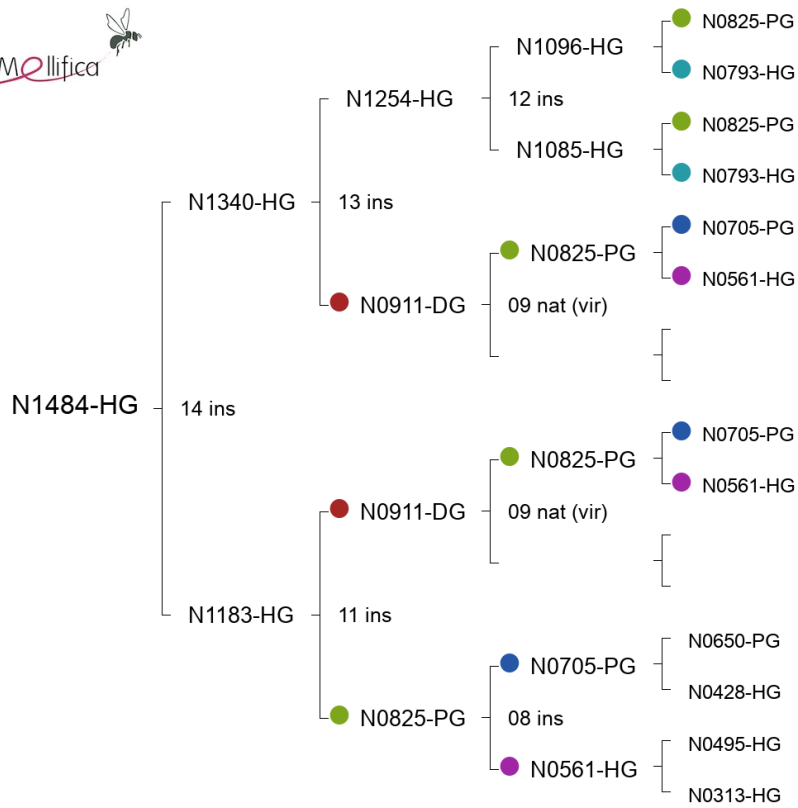 Mellifica
N0825-PG
N1096-HG
N0793-HG
N1254-HG
12 ins
N0825-PG
N1085-HG
N0793-HG
N1340-HG
13 ins
N0705-PG
N0825-PG
N0561-HG
N0911-DG
09 nat (vir)
N1484-HG
14 ins
N0705-PG
N0825-PG
N0561-HG
N0911-DG
09 nat (vir)
N1183-HG
11 ins
N0650-PG
N0705-PG
N0428-HG
N0825-PG
08 ins
N0495-HG
N0561-HG
N0313-HG